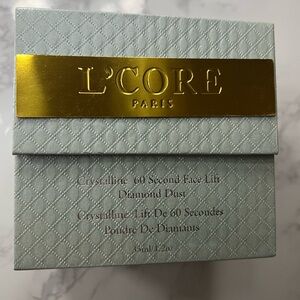 L'CORE
PARIS
Crystalline 60 Second Face Lift
Diamond Dust
Crystalline Lift De 60 Secondes
Poudre De Diamants